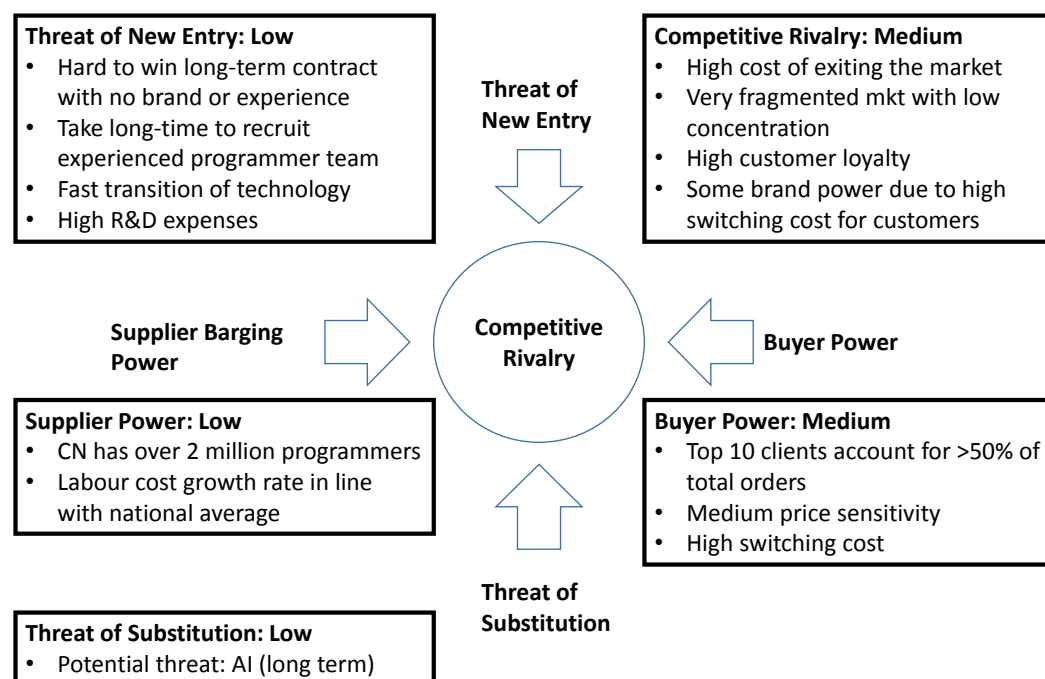 Threat of New Entry: Low
• Hard to win long-term contract
with no brand or experience
• Take long-time to recruit
experienced programmer team
• Fast transition of technology
• High R&D expenses
Threat of
New Entry
Competitive Rivalry: Medium
• High cost of exiting the market
• Very fragmented mkt with low
concentration
• High customer loyalty
• Some brand power due to high
switching cost for customers
Supplier Barging
Power
Competitive
Rivalry
Buyer Power
Supplier Power: Low
• CN has over 2 million programmers
• Labour cost growth rate in line
with national average
Buyer Power: Medium
• Top 10 clients account for >50% of
total orders
• Medium price sensitivity
• High switching cost
Threat of
Substitution
Threat of Substitution: Low
• Potential threat: AI (long term)